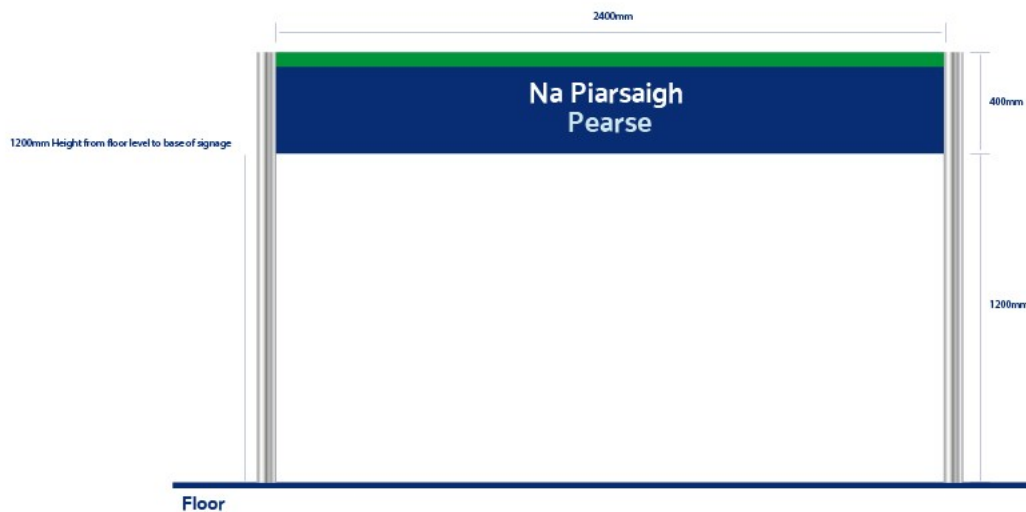 2400mm
Na Piarsaigh
Pearse
400mm
1200mm Height from floor level to base of signage
1200mm
Floor